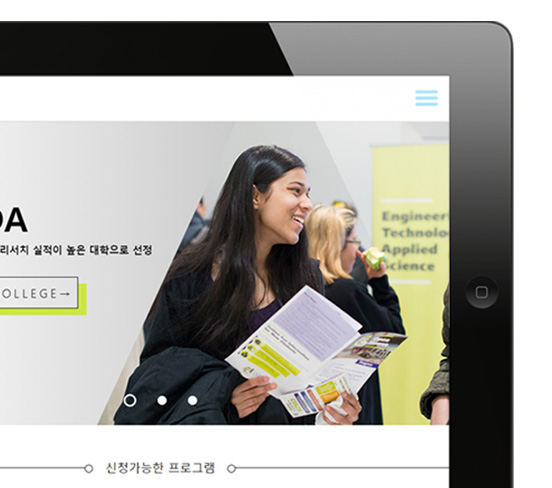 DA
리서치 실적이 높은 대학으로 선정
OLLEGE→
Engineer
Technolo
Applied
Science
신청가능한 프로그램